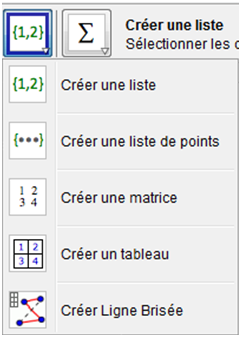 {1,2} Σ Créer une liste
Sélectionner les c
{1,2} Créer une liste
{•••} Créer une liste de points
1 2
3 4 Créer une matrice
1 2
3 4 Créer un tableau
Créer Ligne Brisée